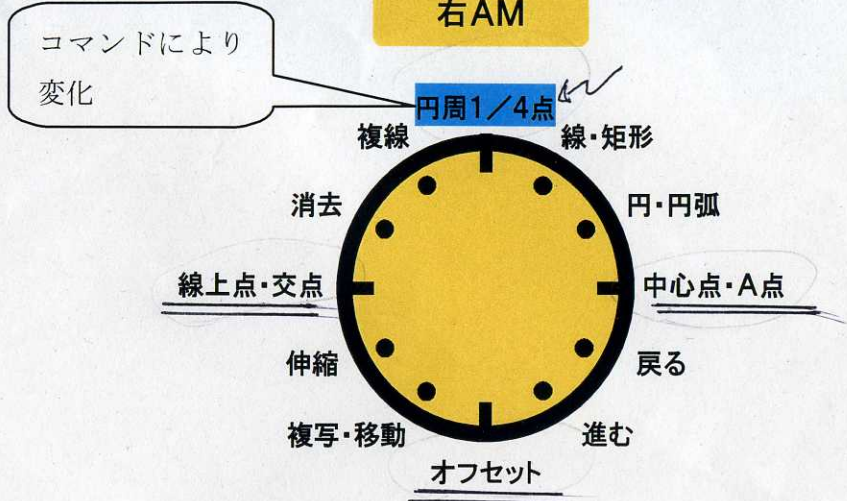 右AM
コマンドにより
変化
円周1/4点
複線
線・矩形
消去
円・円弧
線上点・交点
中心点・A点
伸縮
戻る
複写・移動
進む
オフセット